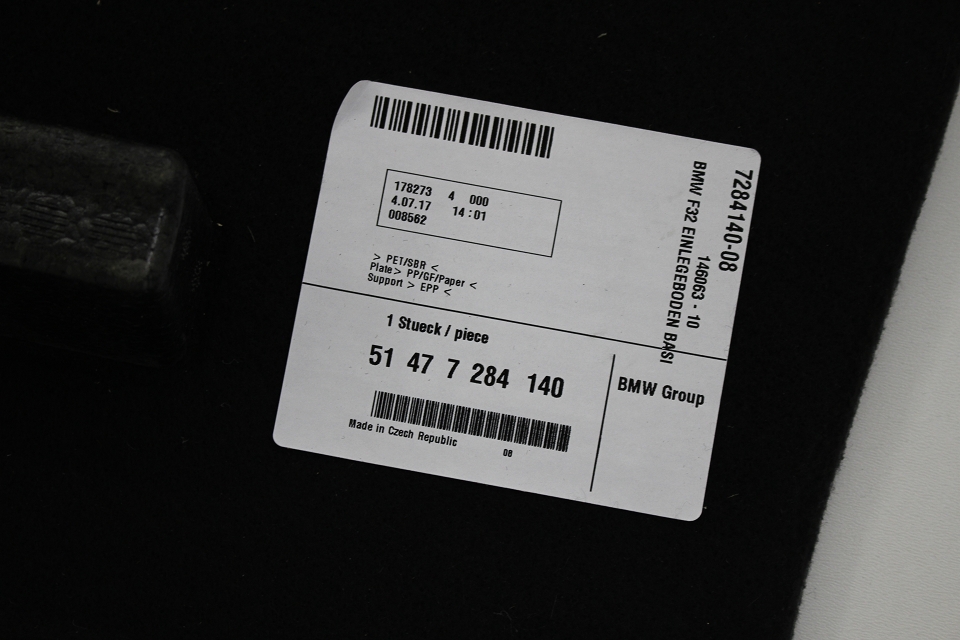 178273 4 000
4.07.17 14:01
008562
> PET/SBR <
Plate> PP/GF/Paper <
Support > EPP <
7284140-08
146063 - 10
BMW F32 EINLEGEBODEN BASI
1 Stueck / piece
51 47 7 284 140
Made in Czech Republic
08
BMW Group